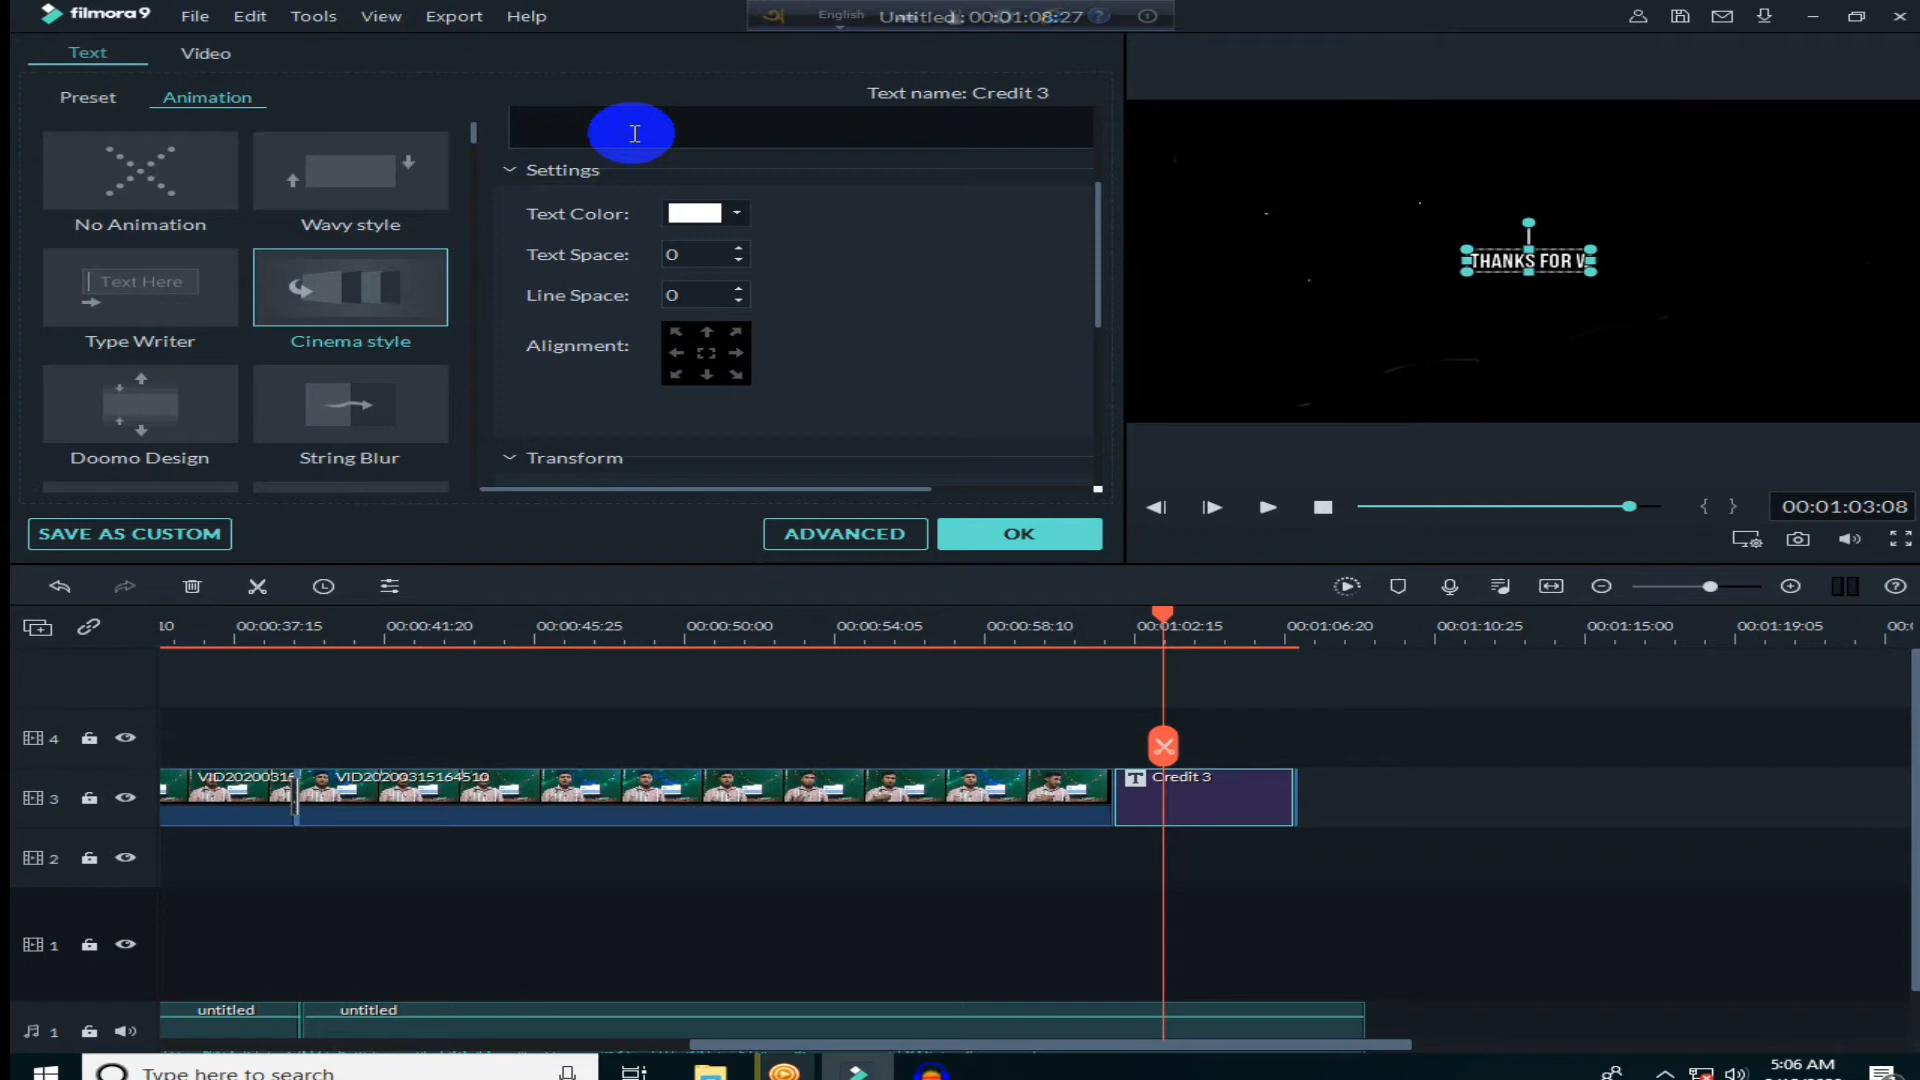 filmora9 File Edit Tools View Export Help English Untitled : 00:01:08:27
Text Video
Preset Animation Text name: Credit 3
Settings
No Animation Wavy style Text Color:
Text Space: 0
Text Here Line Space: 0
Type Writer Cinema style Alignment:
Doomo Design String Blur Transform
THANKS FOR
SAVE AS CUSTOM ADVANCED OK 00:01:03:08
:10 00:00:37:15 00:00:41:20 00:00:45:25 00:00:50:00 00:00:54:05 00:00:58:10 00:01:02:15 00:01:06:20 00:01:10:25 00:01:15:00 00:01:19:05 00:
4
VID2020031 VID20200315164510 T Credit 3
3
2
1
untitled untitled
1
Type here to search 5:06 AM